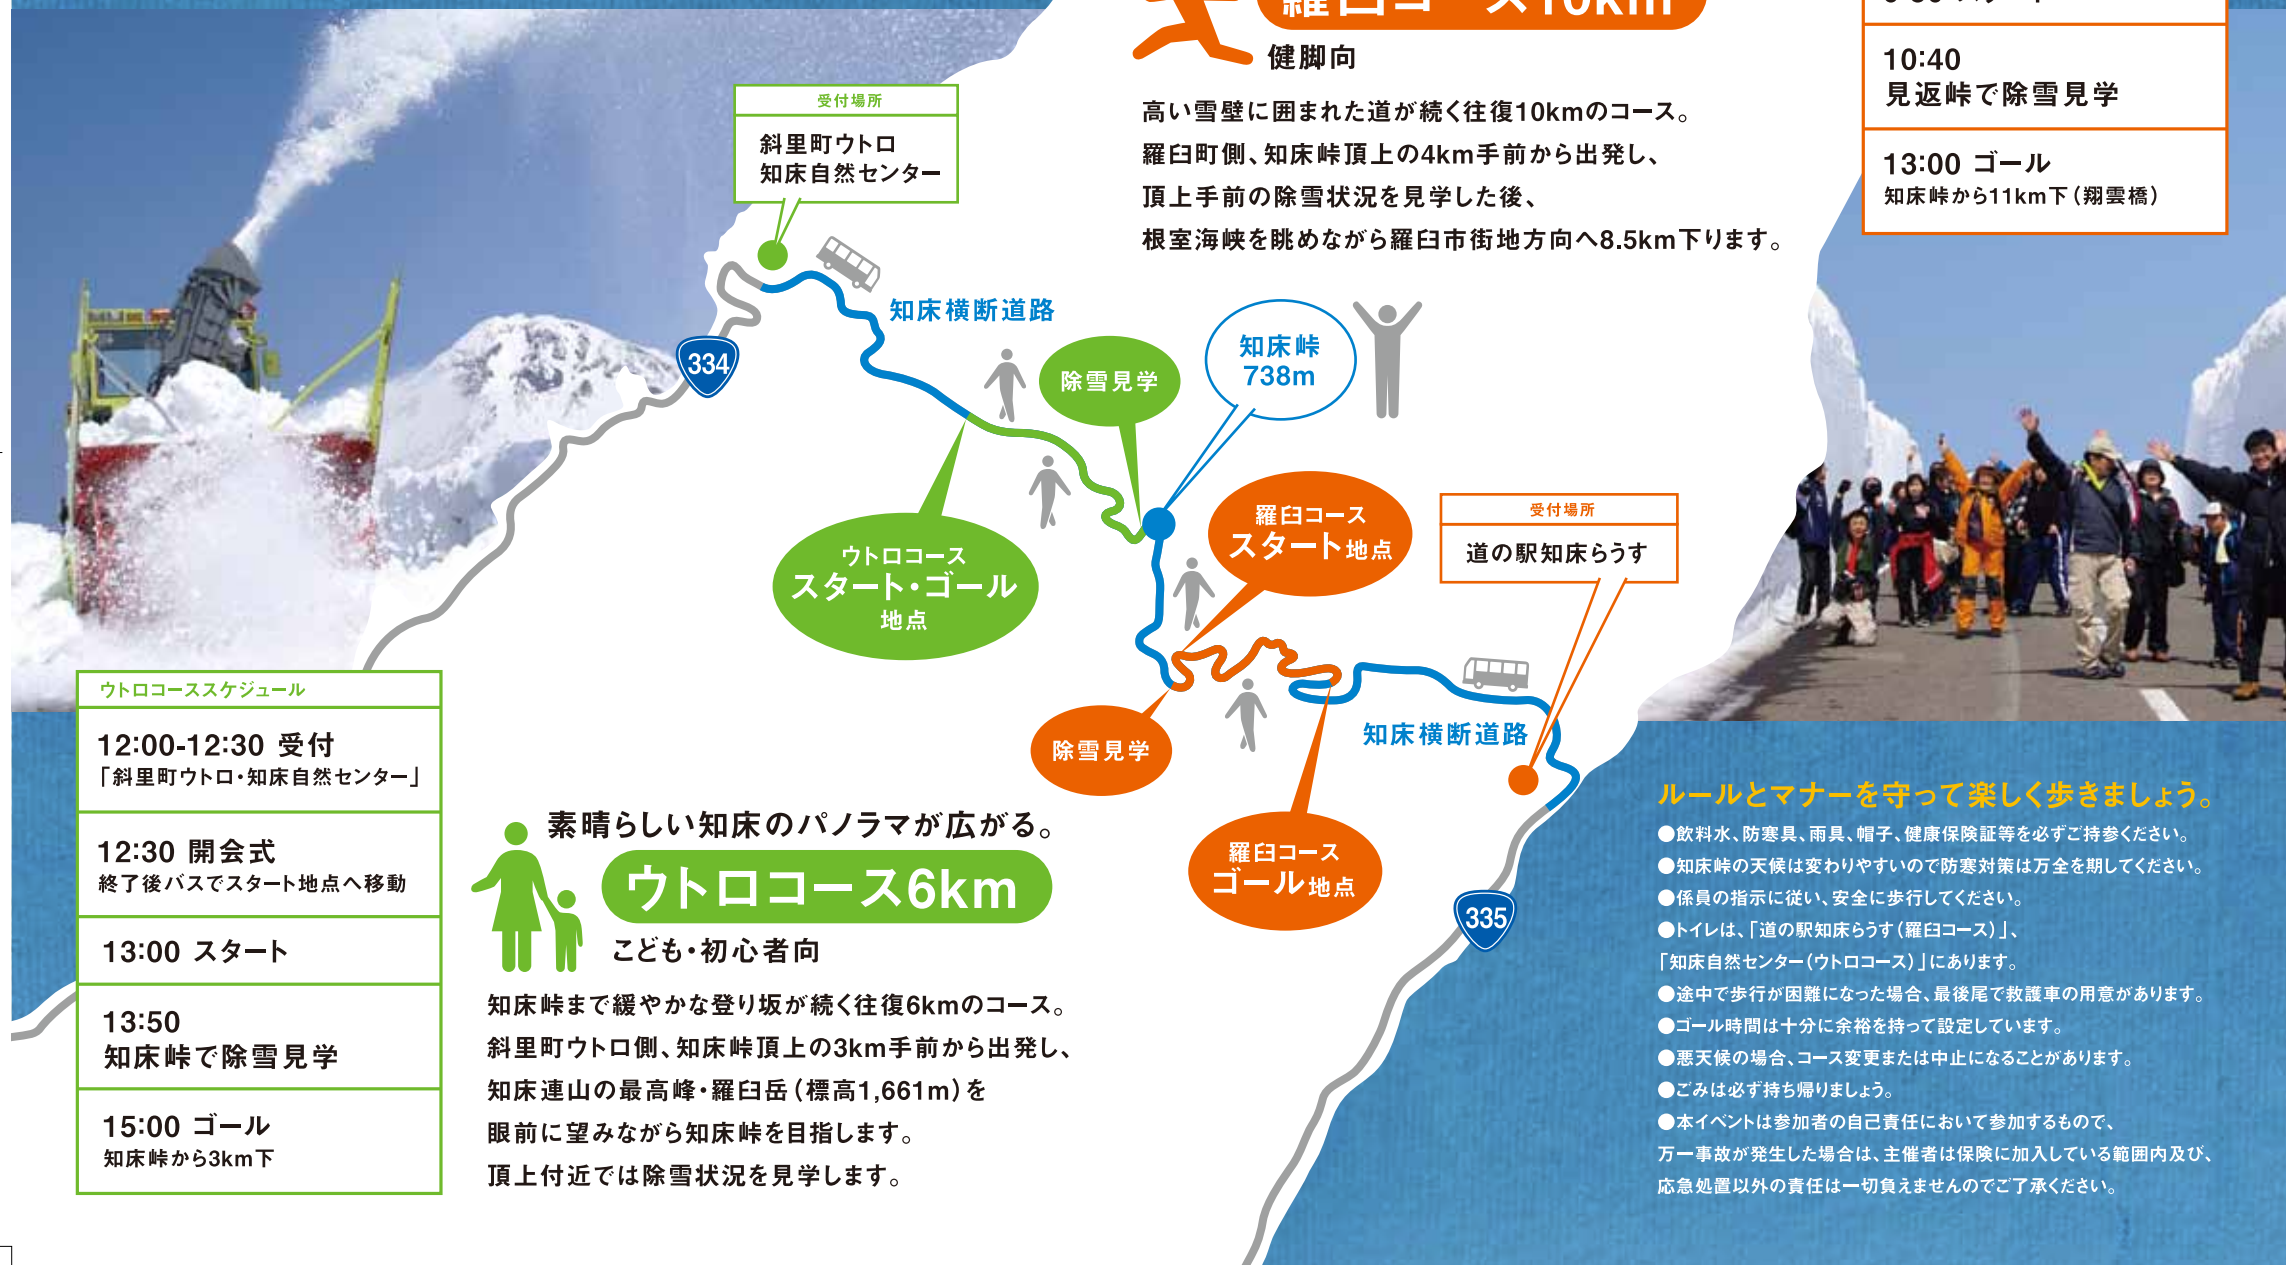 羅臼コース10km
健脚向
高い雪壁に囲まれた道が続く往復10kmのコース。
羅臼町側、知床峠頂上の4km手前から出発し、
頂上手前の除雪状況を見学した後、
根室海峡を眺めながら羅臼市街地方向へ8.5km下ります。
10:40
見返峠で除雪見学
13:00 ゴール
知床峠から11km下（翔雲橋）
受付場所
斜里町ウトロ
知床自然センター
知床横断道路
334
除雪見学
知床峠
738m
ウトロコース
スタート・ゴール
地点
羅臼コース
スタート地点
受付場所
道の駅知床らうす
除雪見学
知床横断道路
羅臼コース
ゴール地点
335
ウトロコーススケジュール
12:00-12:30 受付
「斜里町ウトロ・知床自然センター」
12:30 開会式
終了後バスでスタート地点へ移動
13:00 スタート
13:50
知床峠で除雪見学
15:00 ゴール
知床峠から3km下
素晴らしい知床のパノラマが広がる。
ウトロコース6km
こども・初心者向
知床峠まで緩やかな登り坂が続く往復6kmのコース。
斜里町ウトロ側、知床峠頂上の3km手前から出発し、
知床連山の最高峰・羅臼岳（標高1,661m）を
眼前に望みながら知床峠を目指します。
頂上付近では除雪状況を見学します。
ルールとマナーを守って楽しく歩きましょう。
●飲料水、防寒具、雨具、帽子、健康保険証等を必ずご持参ください。
●知床峠の天候は変わりやすいので防寒対策は万全を期してください。
●係員の指示に従い、安全に歩行してください。
●トイレは、「道の駅知床らうす（羅臼コース）」、
「知床自然センター（ウトロコース）」にあります。
●途中で歩行が困難になった場合、最後尾で救護車の用意があります。
●ゴール時間は十分に余裕を持って設定しています。
●悪天候の場合、コース変更または中止になることがあります。
●ごみは必ず持ち帰りましょう。
●本イベントは参加者の自己責任において参加するもので、
万一事故が発生した場合は、主催者は保険に加入している範囲内及び、
応急処置以外の責任は一切負えませんのでご了承ください。